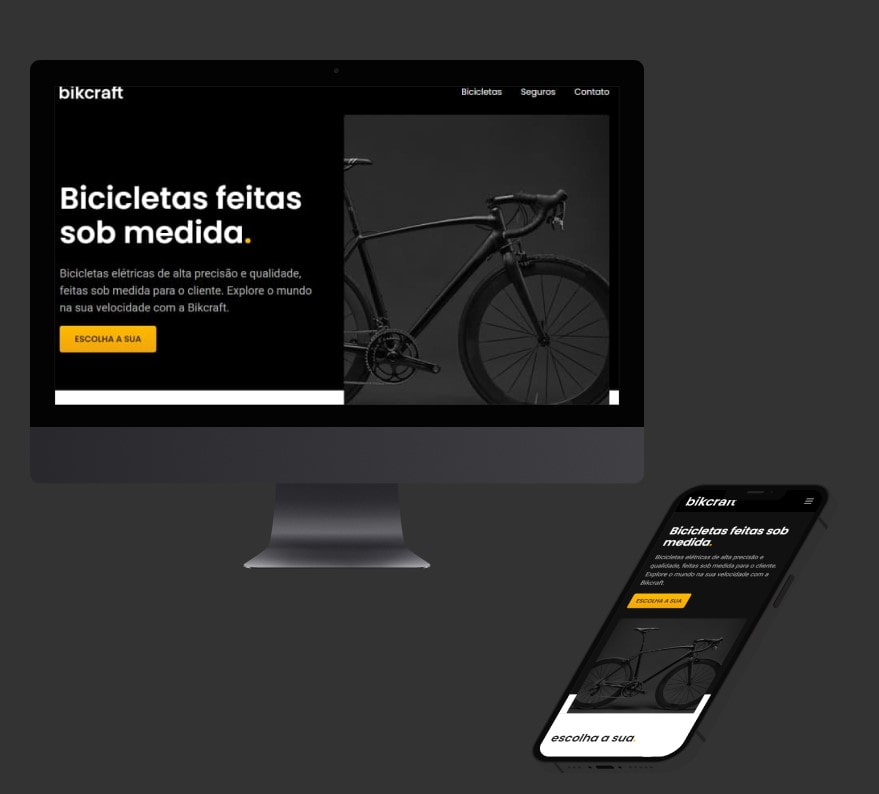 bikcraft
Bicicletas Seguros Contato
Bicicletas feitas
sob medida.
Bicicletas elétricas de alta precisão e qualidade,
feitas sob medida para o cliente. Explore o mundo
na sua velocidade com a Bikcraft.
ESCOLHA A SUA
bikcraft
Bicicletas feitas sob
medida.
Bicicletas elétricas de alta precisão e
qualidade, feitas sob medida para o cliente.
Explore o mundo na sua velocidade com a
Bikcraft.
ESCOLHA A SUA
escolha a sua.